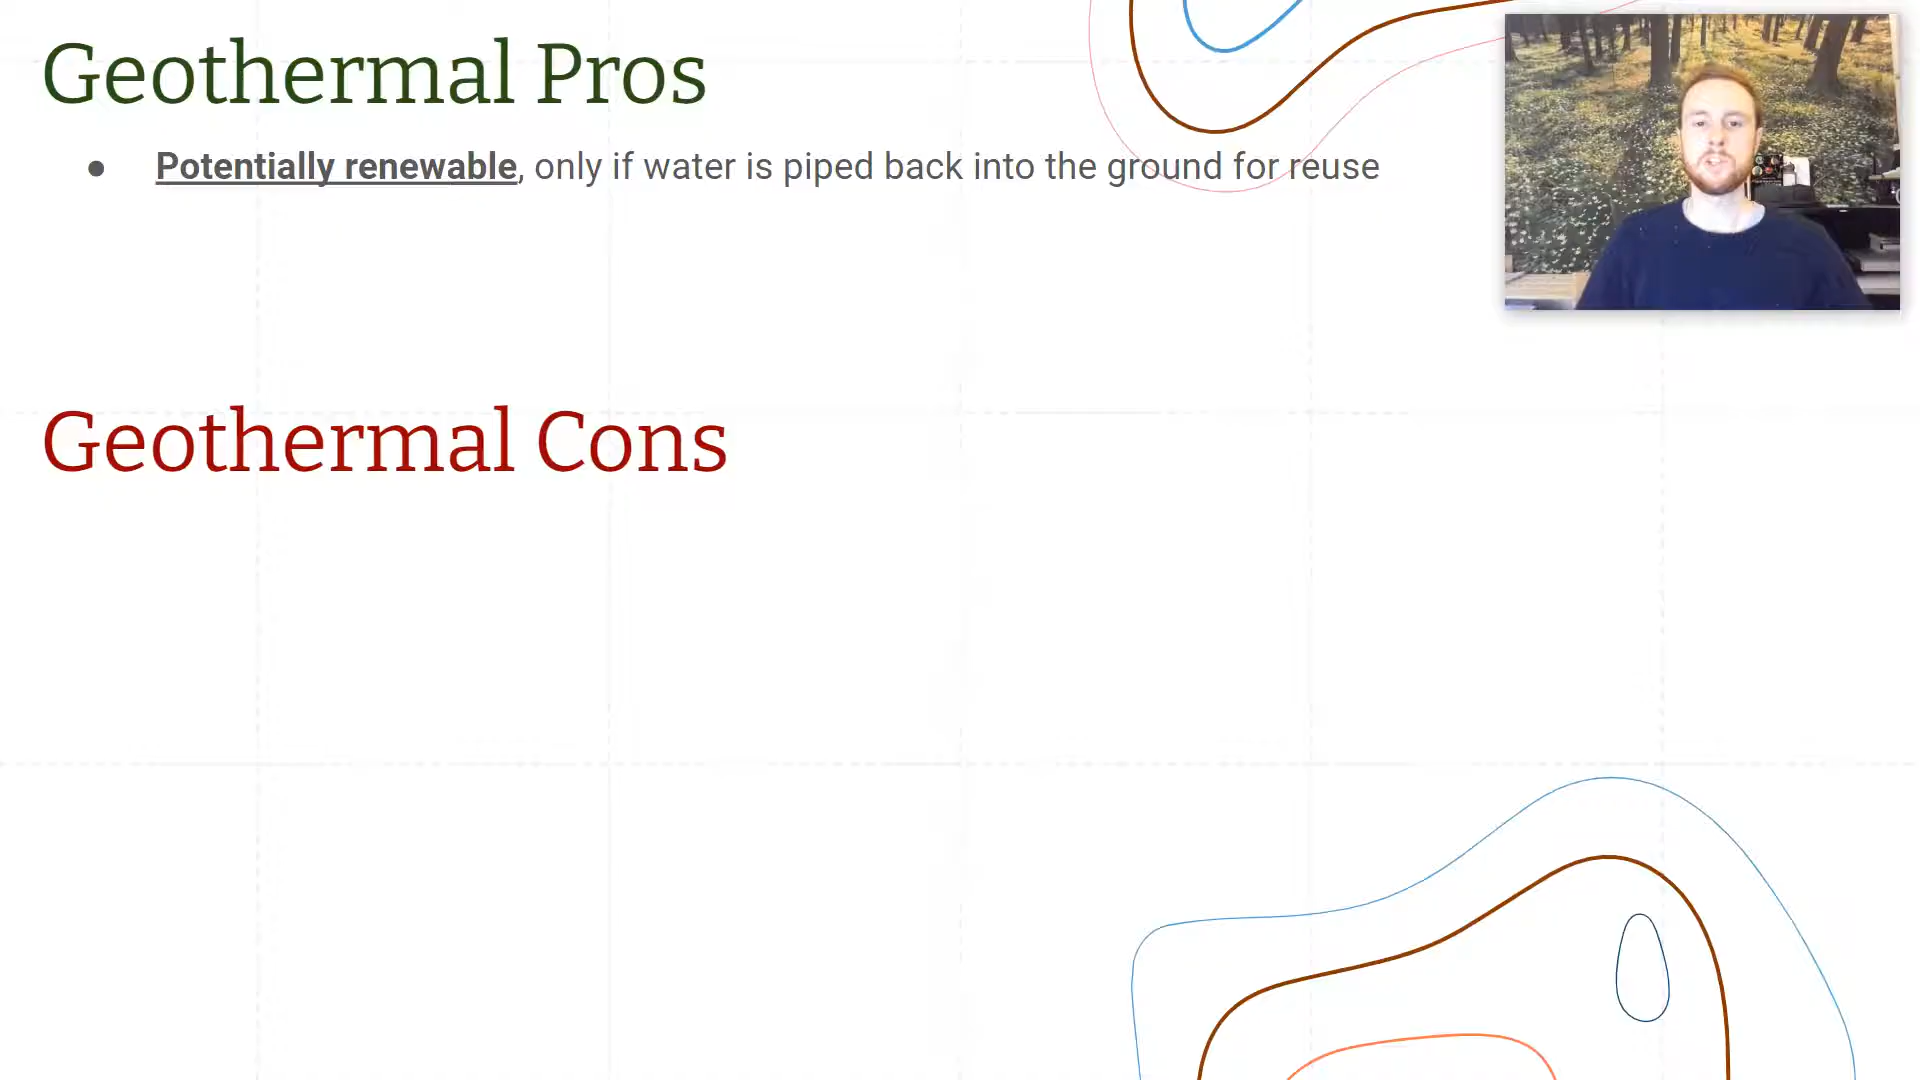 Geothermal Pros
● Potentially renewable, only if water is piped back into the ground for reuse
Geothermal Cons